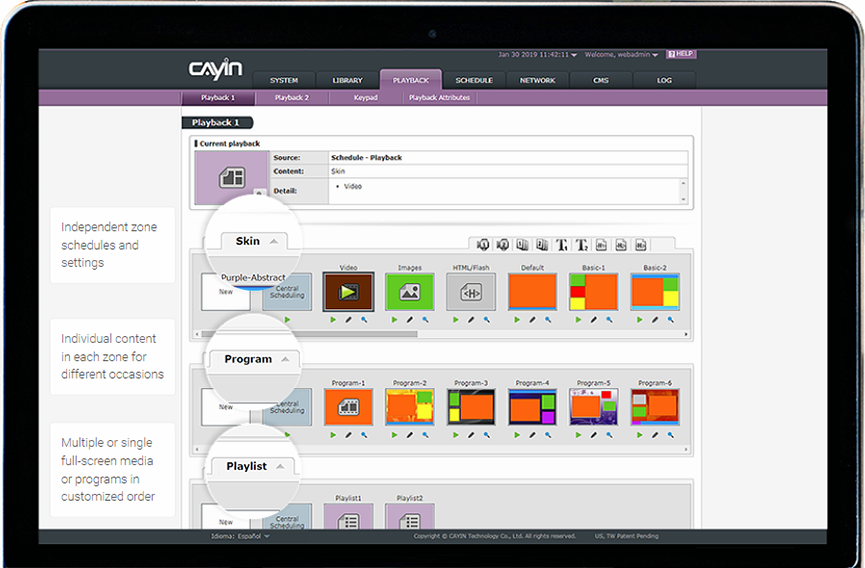 Jan 30 2019 11:42:11 Welcome, webadmin HELP
CAYIN
SYSTEM LIBRARY PLAYBACK SCHEDULE NETWORK CMS LOG
Playback 1 Playback 2 Keypad Playback Attributes
Playback 1
Current playback
Source: Schedule - Playback
Content: Skin
Detail: • Video
Independent zone
schedules and
settings
Skin
Purple-Abstract Video Images HTML/Flash Default Basic-1 Basic-2
New Central
Scheduling
<H>
Individual content
in each zone for
different occasions
Program
Program-1 Program-2 Program-3 Program-4 Program-5 Program-6
New Central
Scheduling
Multiple or single
full-screen media
or programs in
customized order
Playlist
Playlist1 Playlist2
New Central
Scheduling
Idioma: Español Copyright © CAYIN Technology Co., Ltd. All rights reserved. US, TW Patent Pending